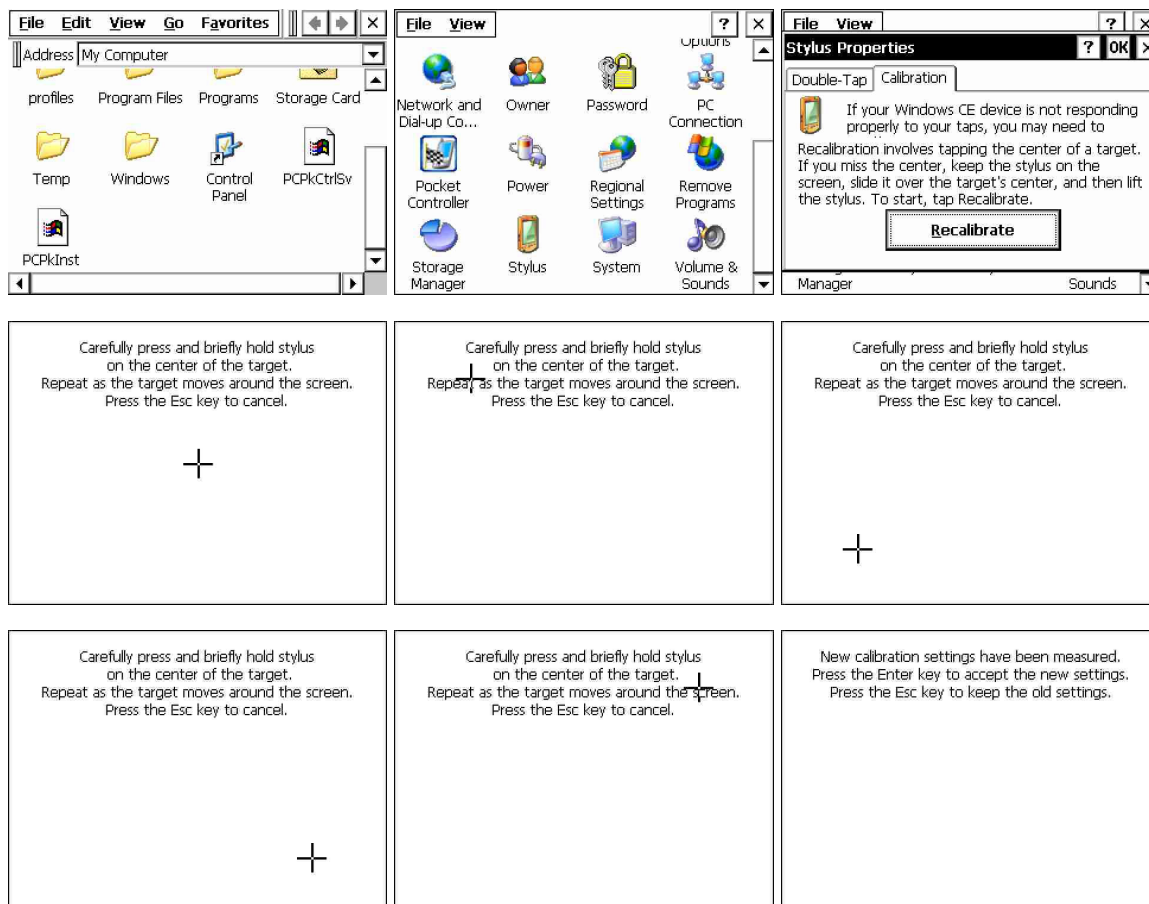 File Edit View Go Favorites
Address My Computer
profiles Program Files Programs Storage Card
Temp Windows Control Panel PCPkCtrlSv
PCPkInst
File View ?
Options
Network and Dial-up Co... Owner Password PC Connection
Pocket Controller Power Regional Settings Remove Programs
Storage Manager Stylus System Volume & Sounds
File View ?
Stylus Properties ? OK
Double-Tap Calibration
If your Windows CE device is not responding
properly to your taps, you may need to
Recalibration involves tapping the center of a target.
If you miss the center, keep the stylus on the
screen, slide it over the target's center, and then lift
the stylus. To start, tap Recalibrate.
Recalibrate
Manager Sounds
Carefully press and briefly hold stylus
on the center of the target.
Repeat as the target moves around the screen.
Press the Esc key to cancel.
Carefully press and briefly hold stylus
on the center of the target.
Repeat as the target moves around the screen.
Press the Esc key to cancel.
Carefully press and briefly hold stylus
on the center of the target.
Repeat as the target moves around the screen.
Press the Esc key to cancel.
Carefully press and briefly hold stylus
on the center of the target.
Repeat as the target moves around the screen.
Press the Esc key to cancel.
Carefully press and briefly hold stylus
on the center of the target.
Repeat as the target moves around the screen.
Press the Esc key to cancel.
New calibration settings have been measured.
Press the Enter key to accept the new settings.
Press the Esc key to keep the old settings.